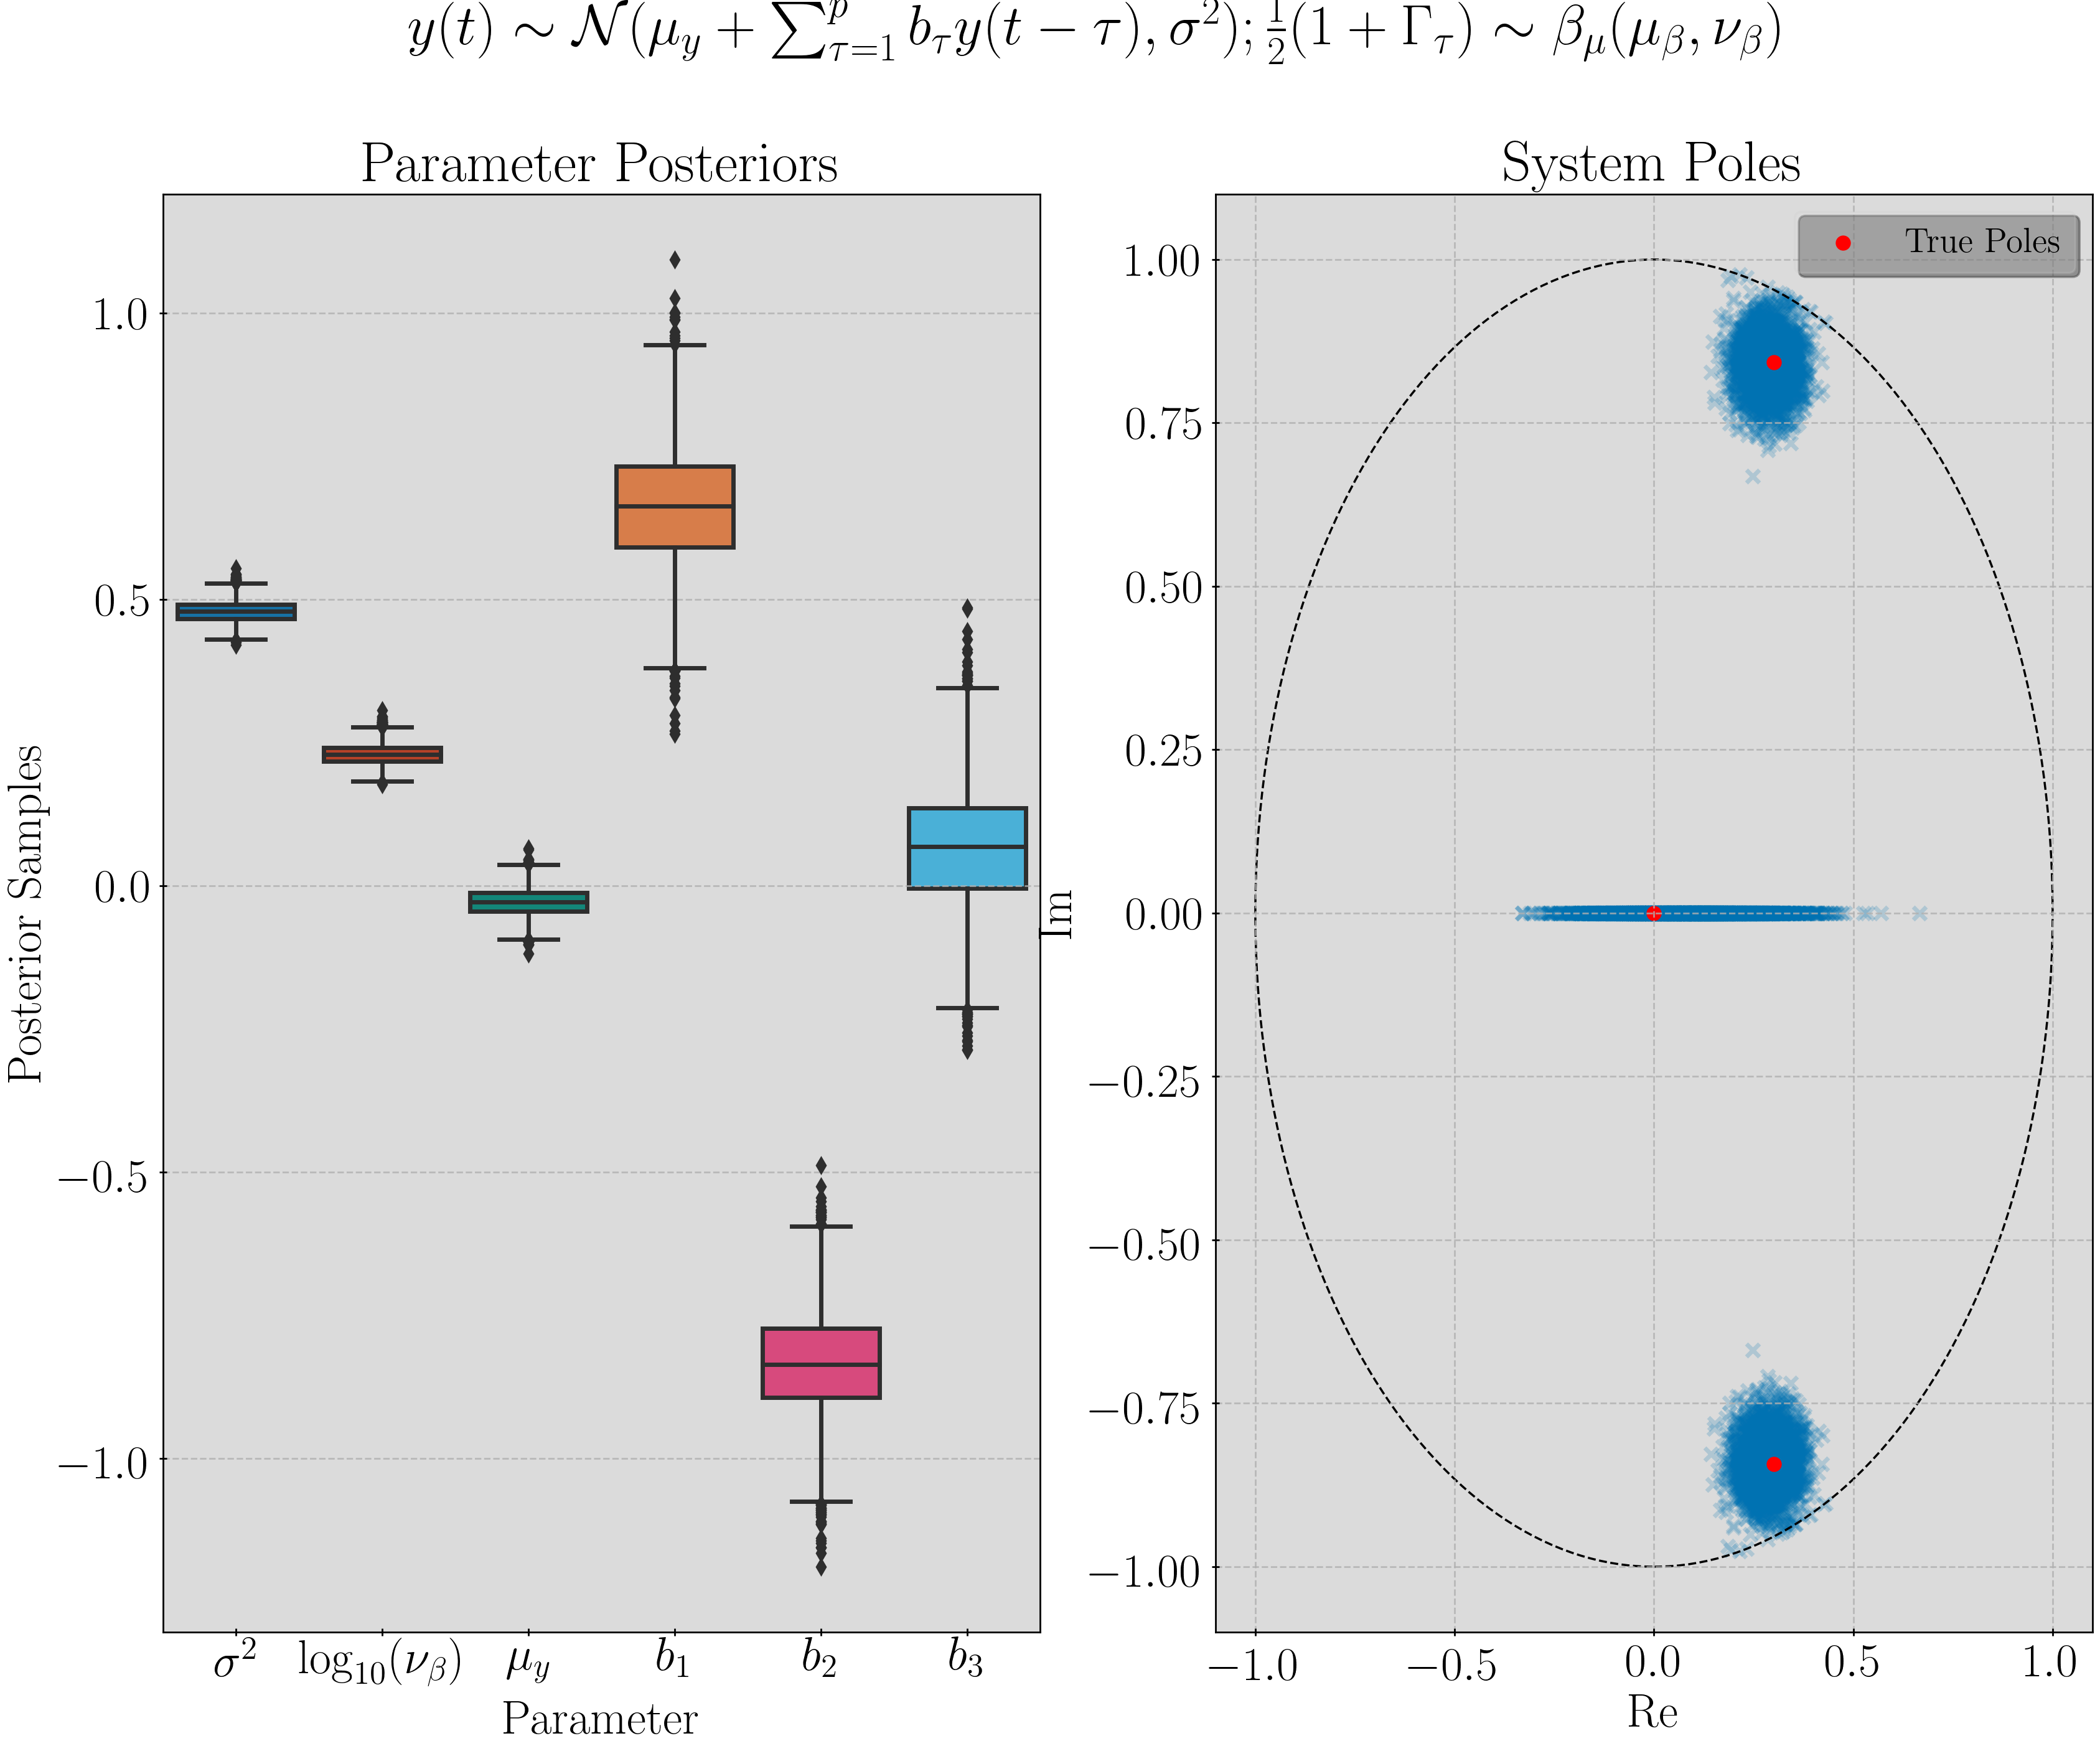 y(t) ∼ 𝒩(μ_y + ∑_{τ=1}^{p} b_τ y(t − τ), σ²); ½(1 + Γ_τ) ∼ β_μ(μ_β, ν_β)
Parameter Posteriors
Posterior Samples
1.0
0.5
0.0
−0.5
−1.0
σ² log₁₀(ν_β) μ_y b₁ b₂ b₃
Parameter
System Poles
True Poles
Im
1.00
0.75
0.50
0.25
0.00
−0.25
−0.50
−0.75
−1.00
−1.0 −0.5 0.0 0.5 1.0
Re